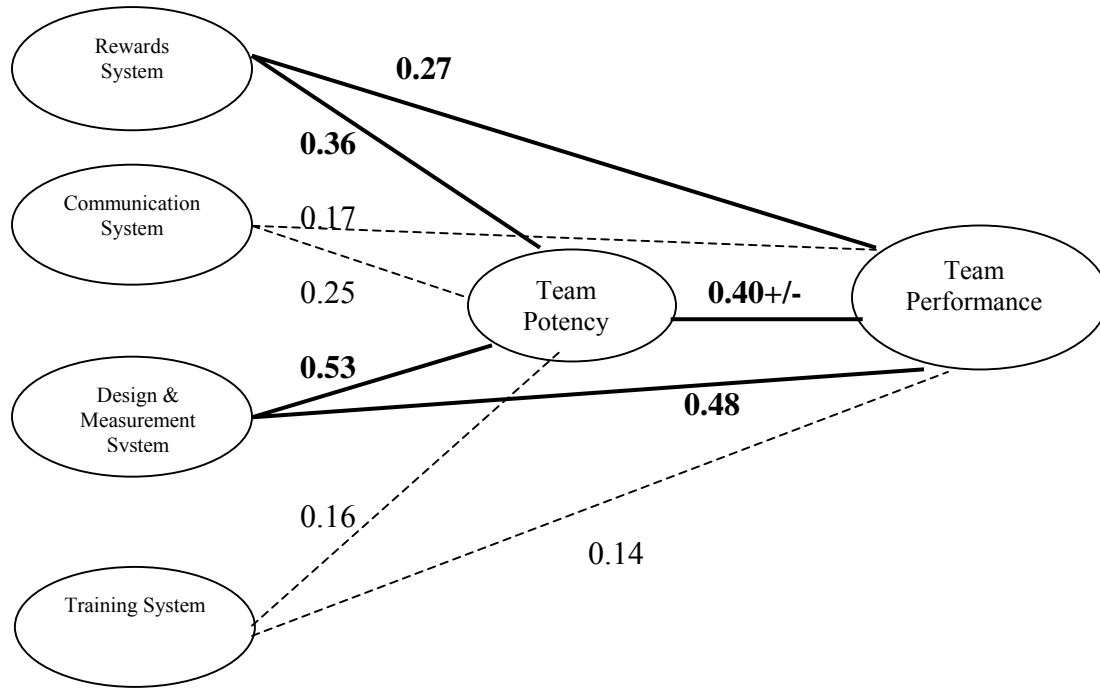 Rewards
System
0.27
0.36
Communication
System
0.17
0.25
Team
Potency
0.40+/-
Team
Performance
Design &
Measurement
System
0.53
0.48
0.16
0.14
Training System